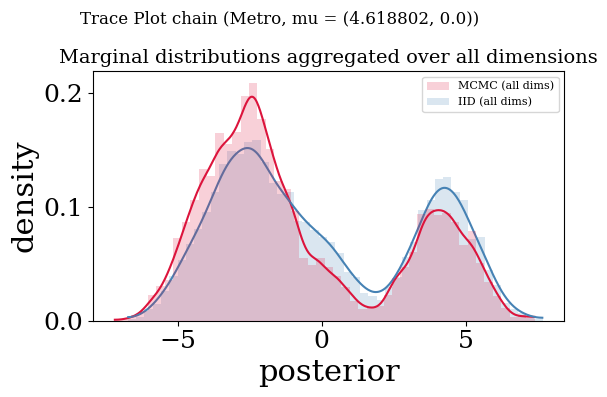 Trace Plot chain (Metro, mu = (4.618802, 0.0))
Marginal distributions aggregated over all dimensions
MCMC (all dims)
IID (all dims)
0.2
0.1
0.0
density
−5
0
5
posterior